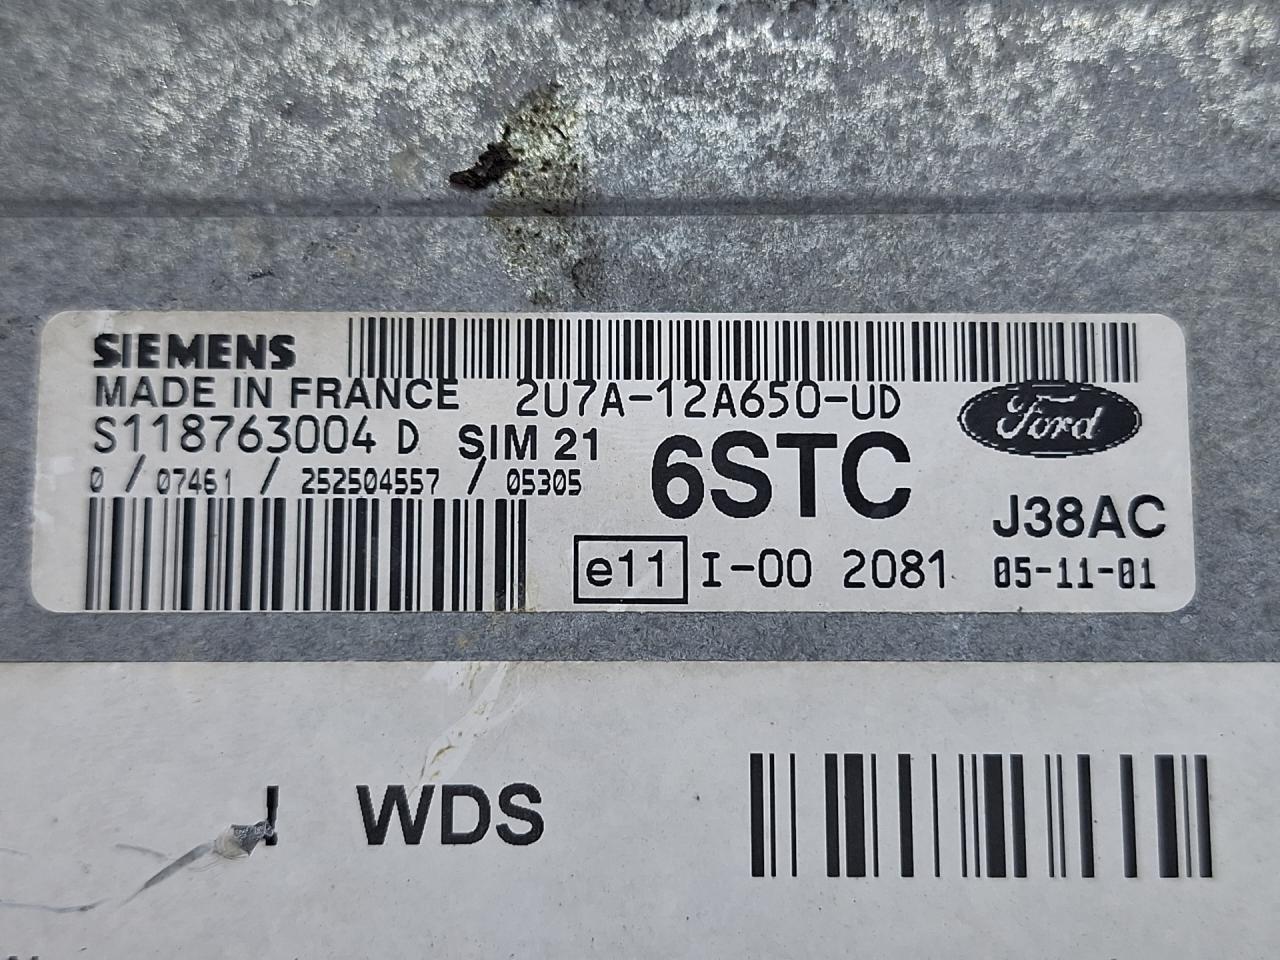 SIEMENS
MADE IN FRANCE 2U7A-12A650-UD
S118763004 D SIM 21 6STC Ford
0 / 07461 / 252504557 / 05305
J38AC
e11 I-00 2081 05-11-01
WDS